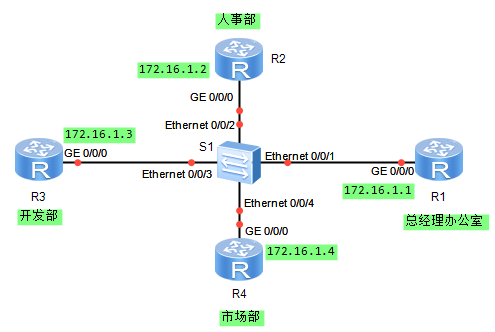 人事部
R
R2
172.16.1.2
GE 0/0/0
Ethernet 0/0/2
172.16.1.3
S1
GE 0/0/0
Ethernet 0/0/1
R
R
Ethernet 0/0/3
GE 0/0/0
R3
172.16.1.1
R1
开发部
Ethernet 0/0/4
总经理办公室
GE 0/0/0
172.16.1.4
R
R4
市场部